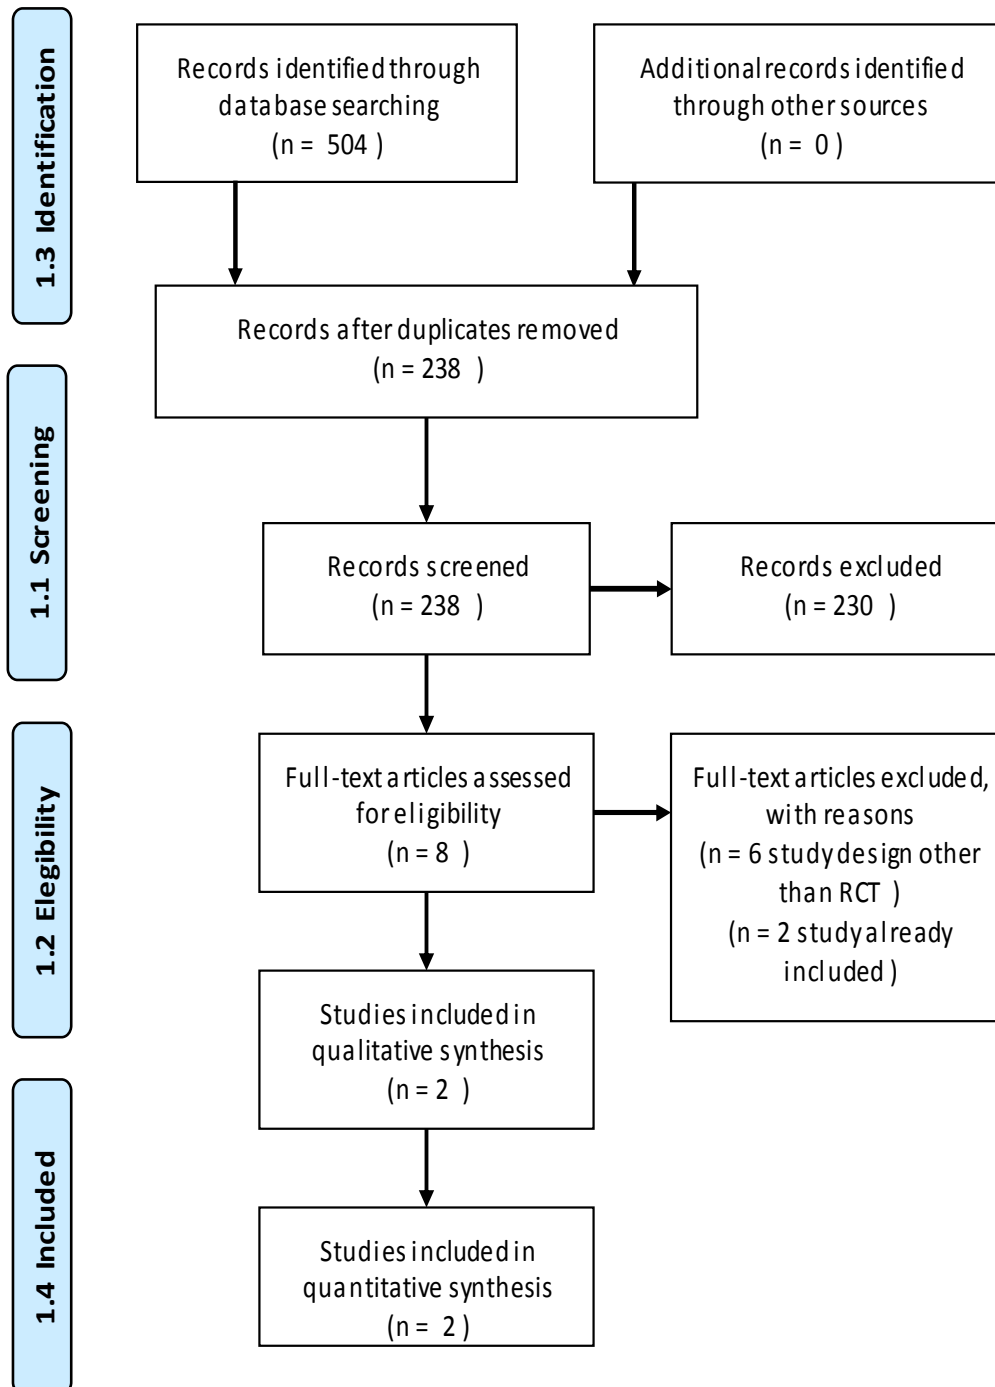 1.3 Identification
Records identified through
database searching
(n = 504 )
Additional records identified
through other sources
(n = 0 )
Records after duplicates removed
(n = 238 )
1.1 Screening
Records screened
(n = 238 )
Records excluded
(n = 230 )
1.2 Elegibility
Full-text articles assessed
for eligibility
(n = 8 )
Full-text articles excluded,
with reasons
(n = 6 study design other
than RCT )
(n = 2 study already
included )
Studies included in
qualitative synthesis
(n = 2 )
1.4 Included
Studies included in
quantitative synthesis
(n = 2 )